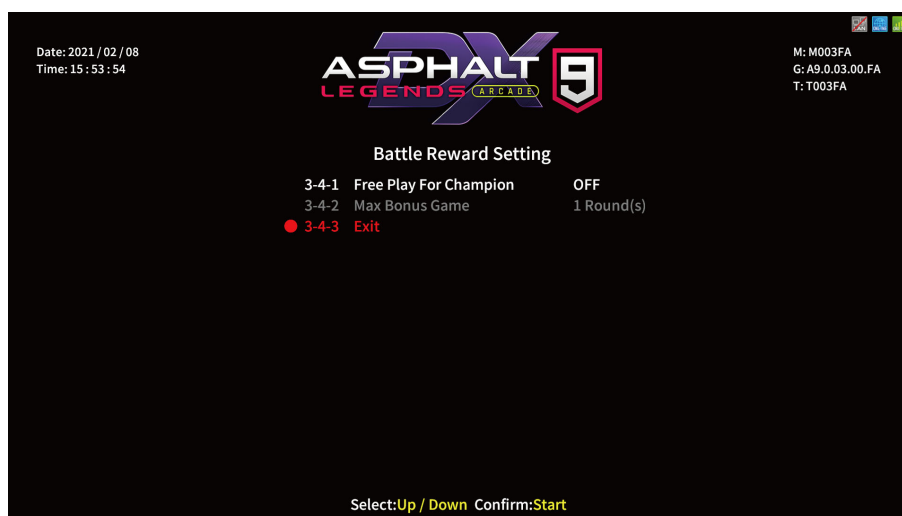 Date: 2021 / 02 / 08
Time: 15 : 53 : 54
ASPHALT 9
DX
LEGENDS ARCADE
M: M003FA
G: A9.0.03.00.FA
T: T003FA
Battle Reward Setting
3-4-1 Free Play For Champion OFF
3-4-2 Max Bonus Game 1 Round(s)
3-4-3 Exit
Select:Up / Down Confirm:Start